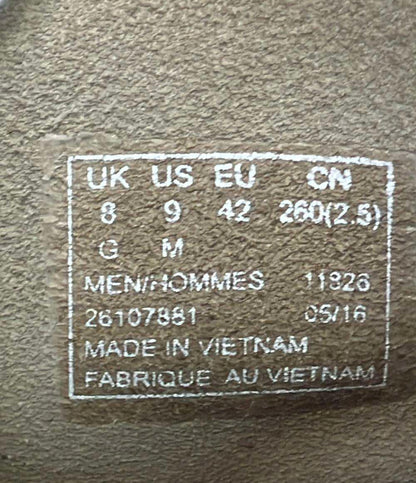 UK US EU CN
8 9 42 260(2.5)
G M
MEN/HOMMES 11826
26107881 05/16
MADE IN VIETNAM
FABRIQUE AU VIETNAM